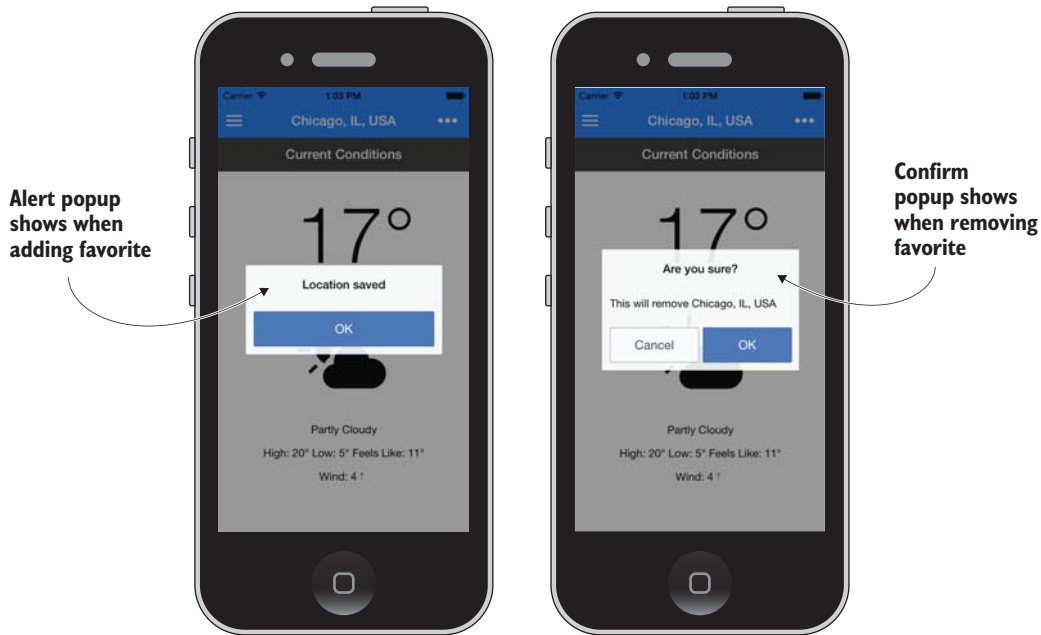 Alert popup
shows when
adding favorite
Carrier 1:03 PM
Chicago, IL, USA
Current Conditions
17°
Location saved
OK
Partly Cloudy
High: 20° Low: 5° Feels Like: 11°
Wind: 4 ↑
Carrier 1:03 PM
Chicago, IL, USA
Current Conditions
17°
Are you sure?
This will remove Chicago, IL, USA
Cancel OK
Partly Cloudy
High: 20° Low: 5° Feels Like: 11°
Wind: 4 ↑
Confirm
popup shows
when removing
favorite